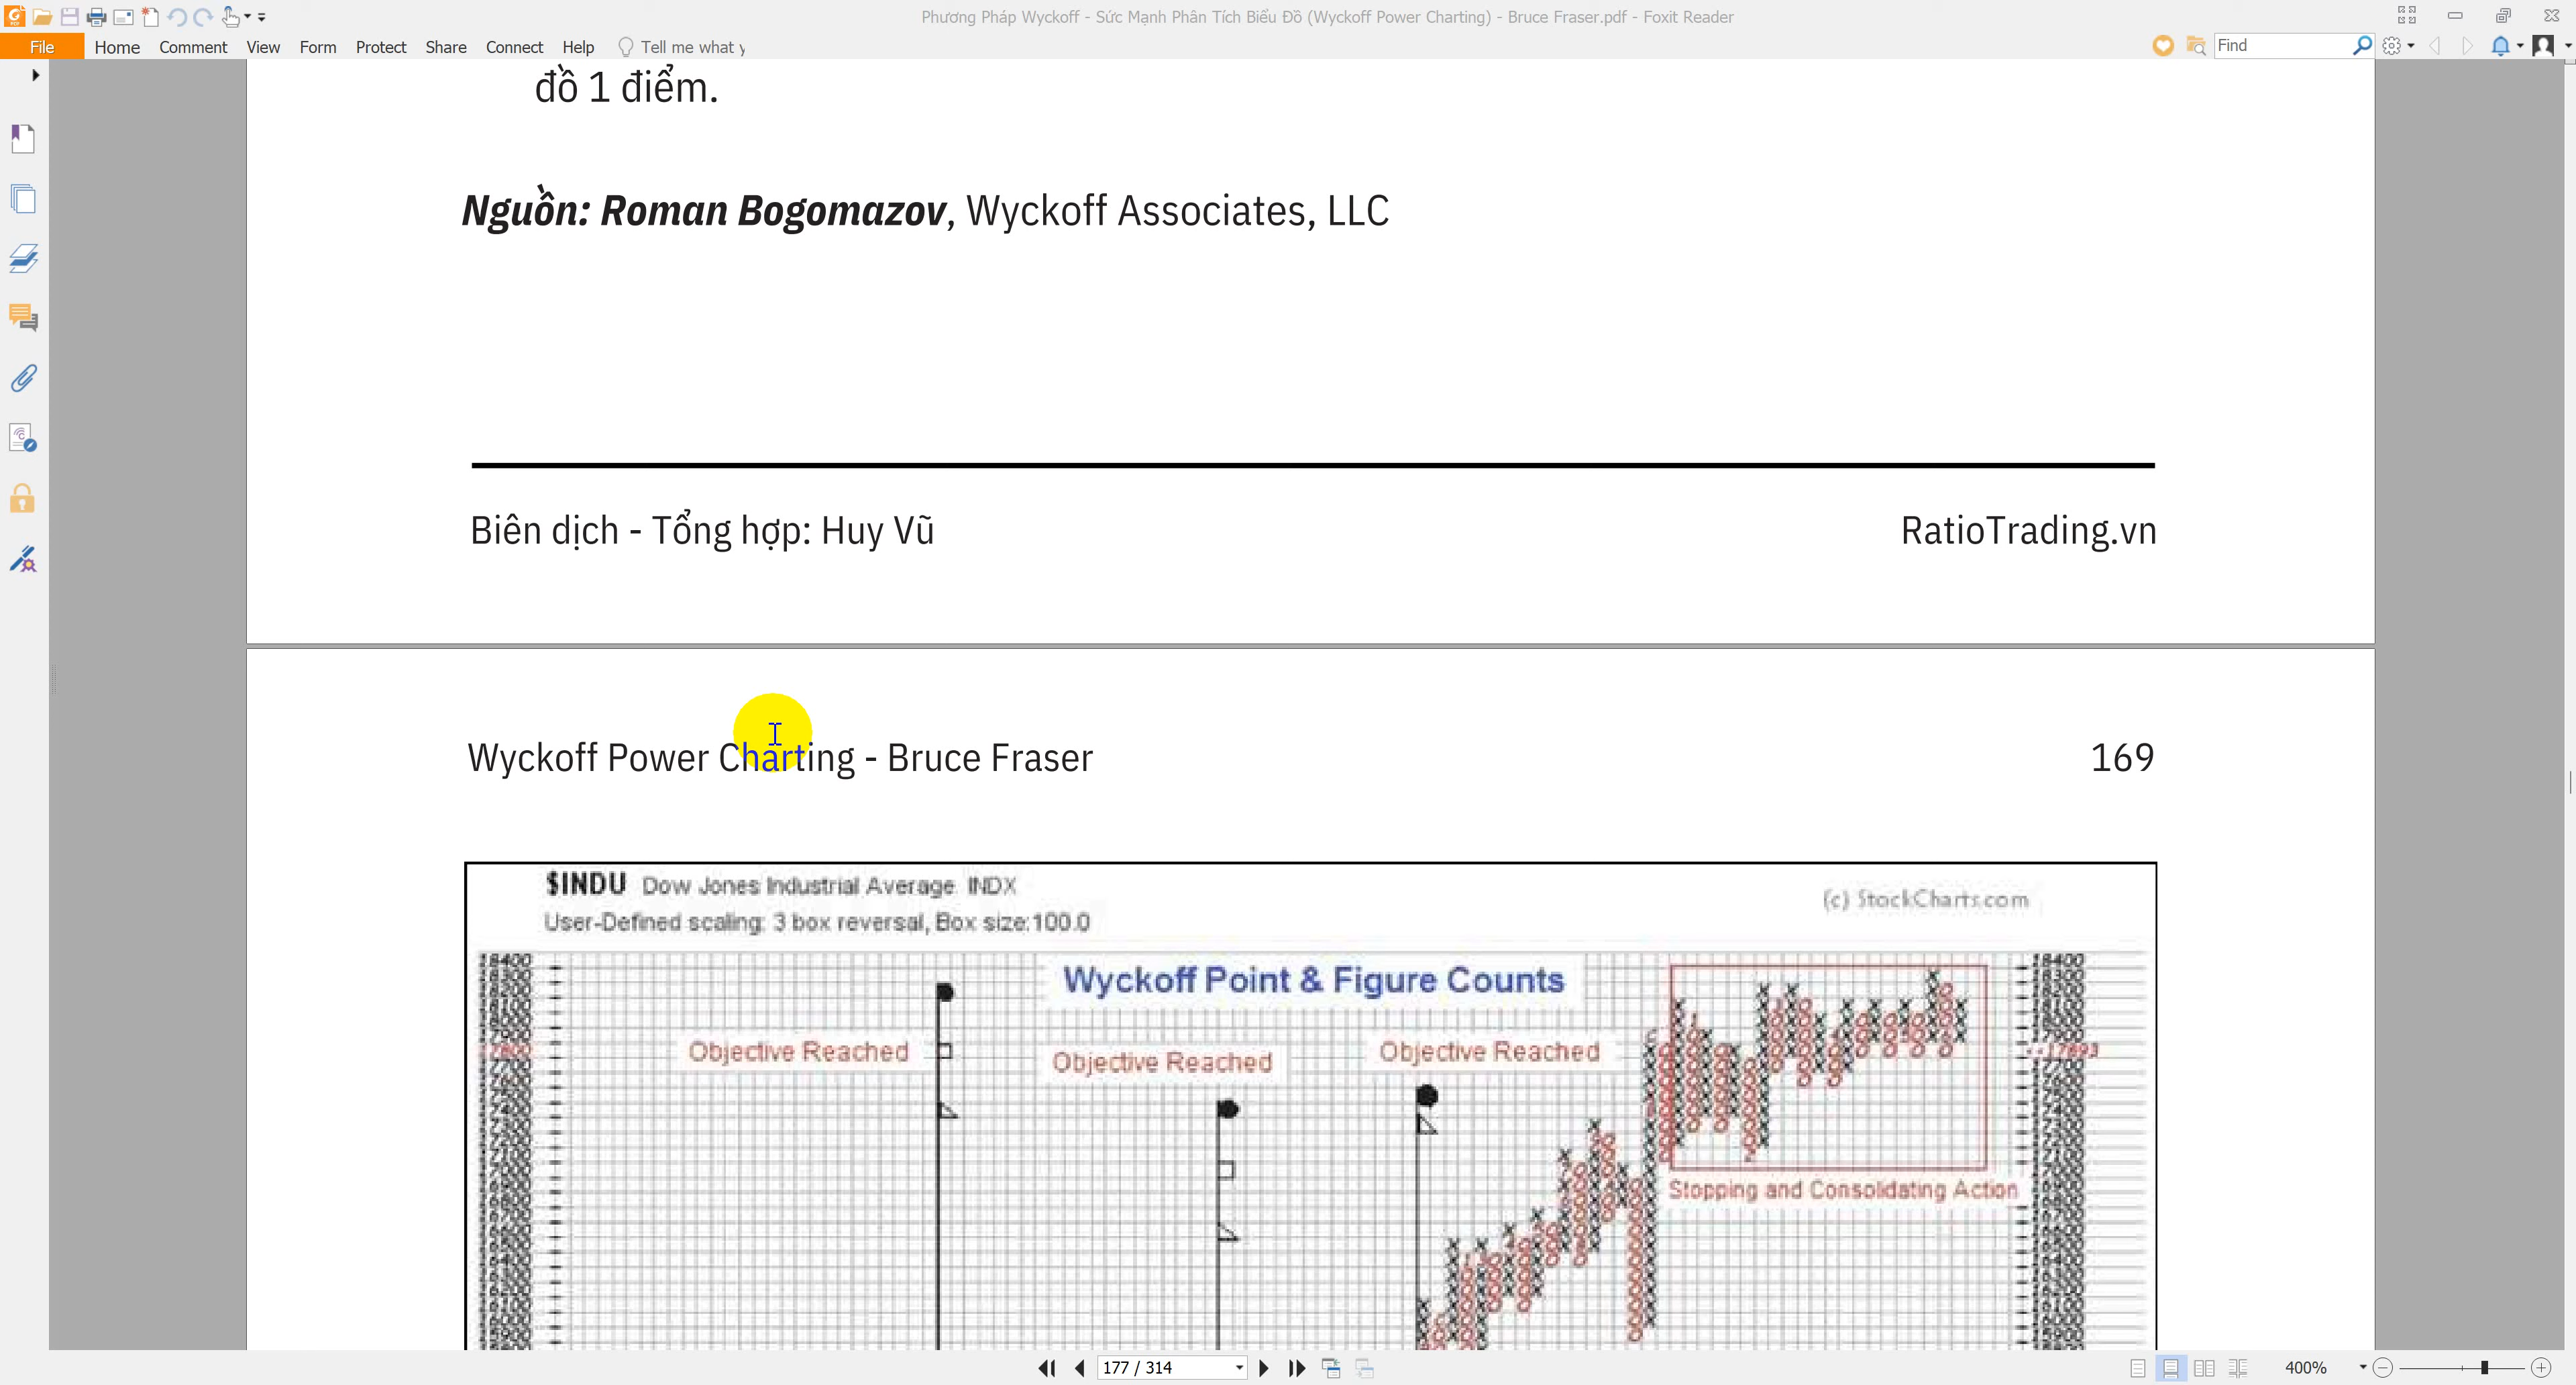 Phương Pháp Wyckoff - Sức Mạnh Phân Tích Biểu Đồ (Wyckoff Power Charting) - Bruce Fraser.pdf - Foxit Reader
File Home Comment View Form Protect Share Connect Help Tell me what y
Find
đồ 1 điểm.
Nguồn: Roman Bogomazov, Wyckoff Associates, LLC
Biên dịch - Tổng hợp: Huy Vũ RatioTrading.vn
Wyckoff Power Charting - Bruce Fraser 169
$INDU Dow Jones Industrial Average INDX
(c) StockCharts.com
User-Defined scaling: 3 box reversal, Box size:100.0
Wyckoff Point & Figure Counts
Objective Reached
Objective Reached
Objective Reached
Stopping and Consolidating Action
177 / 314
400%